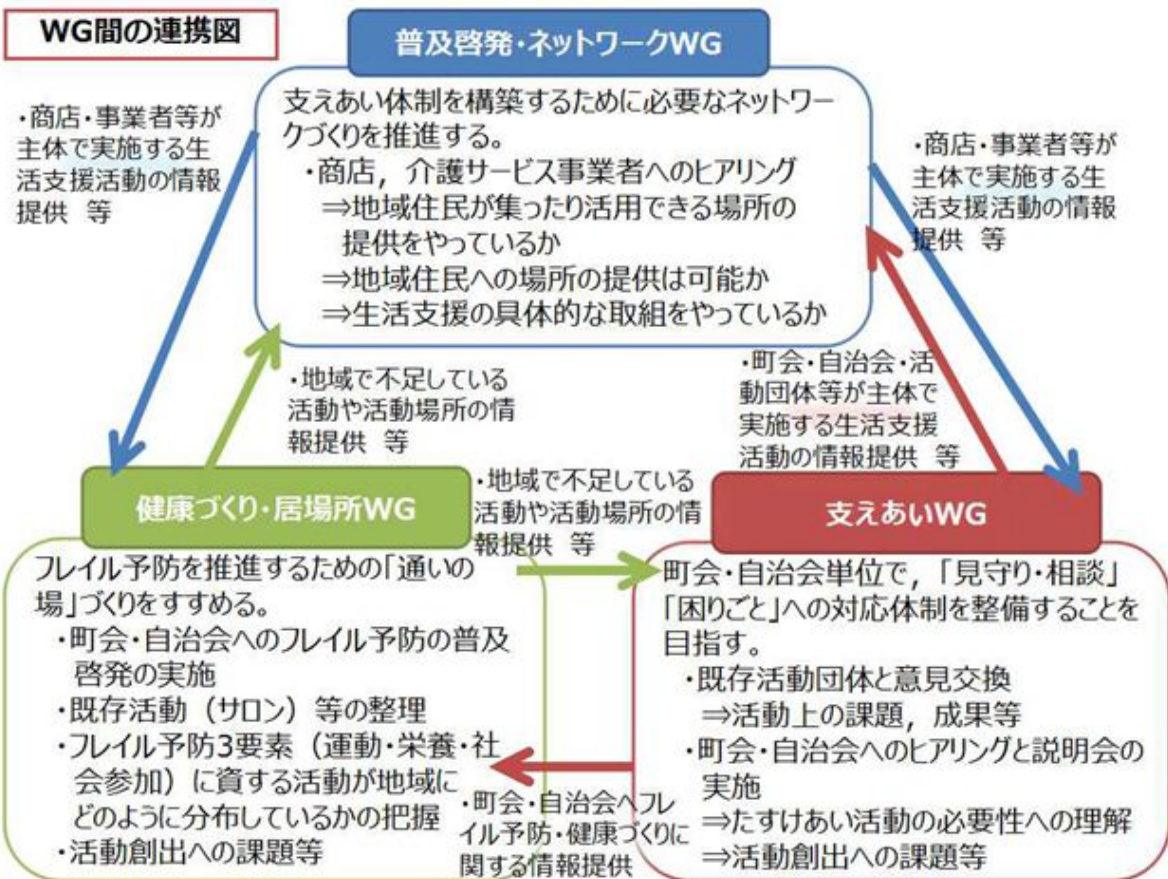 WG間の連携図
普及啓発・ネットワークWG
支えあい体制を構築するために必要なネットワー
クづくりを推進する。
・商店，介護サービス事業者へのヒアリング
⇒地域住民が集ったり活用できる場所の
提供をやっているか
⇒地域住民への場所の提供は可能か
⇒生活支援の具体的な取組をやっているか
・商店・事業者等が
主体で実施する生
活支援活動の情報
提供 等
・商店・事業者等が
主体で実施する生
活支援活動の情報
提供 等
・地域で不足している
活動や活動場所の情
報提供 等
・町会・自治会・活
動団体等が主体で
実施する生活支援
活動の情報提供 等
健康づくり・居場所WG
フレイル予防を推進するための「通いの
場」づくりをすすめる。
・町会・自治会へのフレイル予防の普及
啓発の実施
・既存活動（サロン）等の整理
・フレイル予防3要素（運動・栄養・社
会参加）に資する活動が地域に
どのように分布しているかの把握
・活動創出への課題等
・地域で不足している
活動や活動場所の情
報提供 等
・町会・自治会へフレ
イル予防・健康づくりに
関する情報提供
支えあいWG
町会・自治会単位で，「見守り・相談」
「困りごと」への対応体制を整備することを
目指す。
・既存活動団体と意見交換
⇒活動上の課題，成果等
・町会・自治会へのヒアリングと説明会の
実施
⇒たすけあい活動の必要性への理解
⇒活動創出への課題等